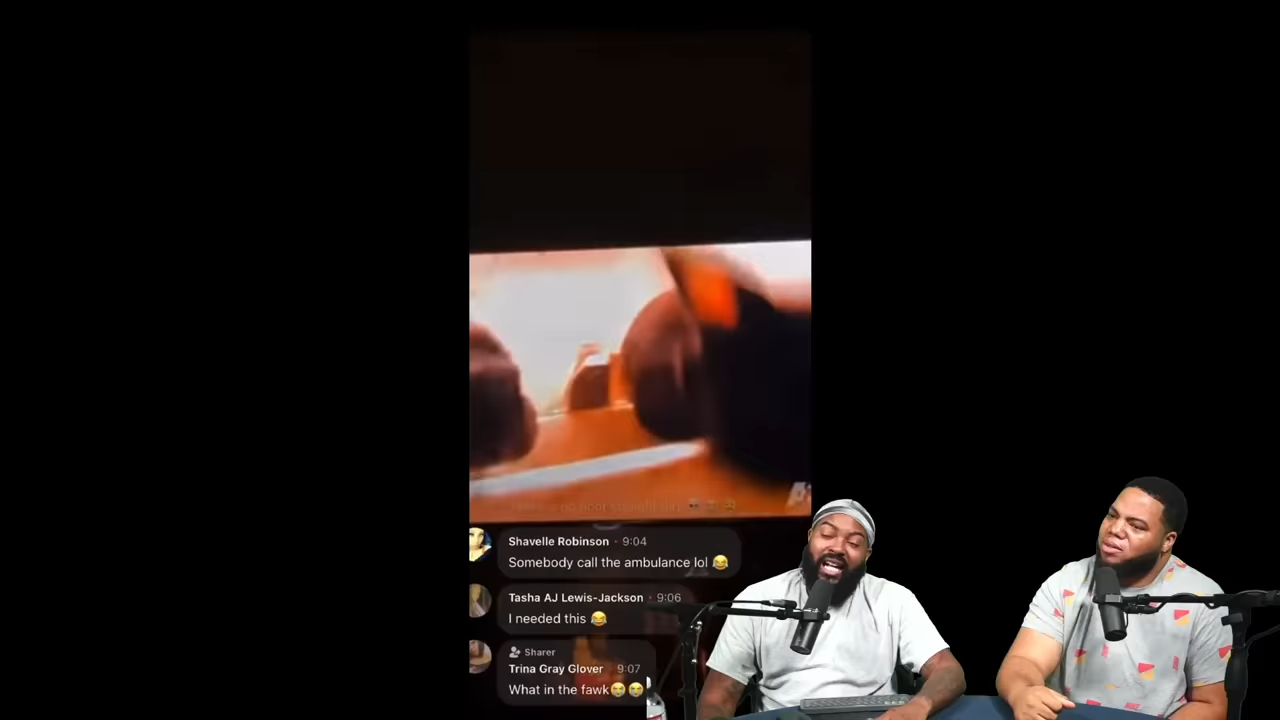 Shavelle Robinson · 9:04
Somebody call the ambulance lol 😂
Tasha AJ Lewis-Jackson · 9:06
I needed this 😂
Sharer
Trina Gray Glover 9:07
What in the fawk😭😭